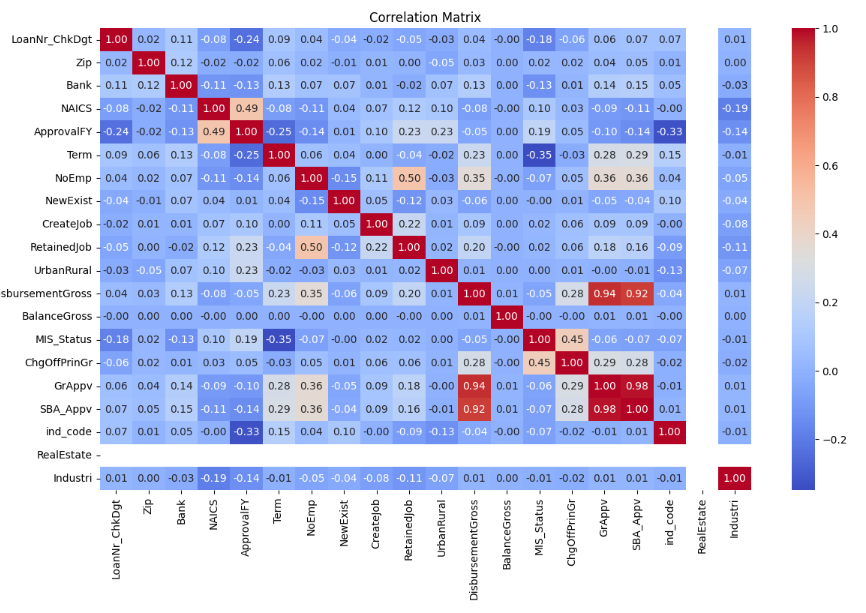 Correlation Matrix
LoanNr_ChkDgt 1.00 0.02 0.11 -0.08 -0.24 0.09 0.04 -0.04 -0.02 -0.05 -0.03 0.04 -0.00 -0.18 -0.06 0.06 0.07 0.07 0.01
Zip 0.02 1.00 0.12 -0.02 -0.02 0.06 0.02 -0.01 0.01 0.00 -0.05 0.03 -0.00 0.02 0.02 0.04 0.05 0.01 0.00
Bank 0.11 0.12 1.00 -0.11 -0.13 0.13 0.07 0.07 0.01 -0.02 0.07 0.13 -0.00 -0.13 0.01 0.14 0.15 0.05 -0.03
NAICS -0.08 -0.02 -0.11 1.00 0.49 -0.08 -0.11 0.04 0.07 0.12 0.10 -0.08 -0.00 0.10 0.03 -0.09 -0.11 -0.00 -0.19
ApprovalFY -0.24 -0.02 -0.13 0.49 1.00 -0.25 -0.14 0.01 0.10 0.23 0.23 -0.05 -0.00 0.19 0.05 -0.10 -0.14 -0.33 -0.14
Term 0.09 0.06 0.13 -0.08 -0.25 1.00 0.06 0.04 0.00 -0.04 -0.02 0.23 -0.00 -0.35 -0.03 0.28 0.29 0.15 -0.01
NoEmp 0.04 0.02 0.07 -0.11 -0.14 0.06 1.00 -0.15 0.11 0.50 -0.03 0.35 -0.00 -0.07 0.05 0.36 0.36 0.04 -0.05
NewExist -0.04 -0.01 0.07 0.04 0.01 0.04 -0.15 1.00 0.05 -0.12 0.03 -0.06 -0.00 -0.00 0.01 -0.05 -0.04 0.10 -0.04
CreateJob -0.02 0.01 0.01 0.07 0.10 0.00 0.11 0.05 1.00 0.22 0.01 0.09 -0.00 0.02 0.06 0.09 0.09 -0.00 -0.08
RetainedJob -0.05 0.00 -0.02 0.12 0.23 -0.04 0.50 -0.12 0.22 1.00 0.02 0.20 -0.00 0.02 0.06 0.18 0.16 -0.09 -0.11
UrbanRural -0.03 -0.05 0.07 0.10 0.23 -0.02 -0.03 0.03 0.01 0.02 1.00 0.01 0.00 0.00 0.01 -0.00 -0.01 -0.13 -0.07
sbursementGross 0.04 0.03 0.13 -0.08 -0.05 0.23 0.35 -0.06 0.09 0.20 0.01 1.00 0.01 -0.05 0.28 0.94 0.92 -0.04 0.01
BalanceGross -0.00 -0.00 -0.00 -0.00 -0.00 -0.00 -0.00 -0.00 -0.00 -0.00 0.00 0.01 1.00 -0.00 -0.00 0.01 0.01 -0.00 0.00
MIS_Status -0.18 0.02 -0.13 0.10 0.19 -0.35 -0.07 -0.00 0.02 0.02 0.00 -0.05 -0.00 1.00 0.45 -0.06 -0.07 -0.07 -0.01
ChgOffPrinGr -0.06 0.02 0.01 0.03 0.05 -0.03 0.05 0.01 0.06 0.06 0.01 0.28 -0.00 0.45 1.00 0.29 0.28 -0.02 -0.02
GrAppv 0.06 0.04 0.14 -0.09 -0.10 0.28 0.36 -0.05 0.09 0.18 -0.00 0.94 0.01 -0.06 0.29 1.00 0.98 -0.01 0.01
SBA_Appv 0.07 0.05 0.15 -0.11 -0.14 0.29 0.36 -0.04 0.09 0.16 -0.01 0.92 0.01 -0.07 0.28 0.98 1.00 0.01 0.01
ind_code 0.07 0.01 0.05 -0.00 -0.33 0.15 0.04 0.10 -0.00 -0.09 -0.13 -0.04 -0.00 -0.07 -0.02 -0.01 0.01 1.00 -0.01
RealEstate
Industri 0.01 0.00 -0.03 -0.19 -0.14 -0.01 -0.05 -0.04 -0.08 -0.11 -0.07 0.01 0.00 -0.01 -0.02 0.01 0.01 -0.01 1.00
LoanNr_ChkDgt
Zip
Bank
NAICS
ApprovalFY
Term
NoEmp
NewExist
CreateJob
RetainedJob
UrbanRural
DisbursementGross
BalanceGross
MIS_Status
ChgOffPrinGr
GrAppv
SBA_Appv
ind_code
RealEstate
Industri
1.0
0.8
0.6
0.4
0.2
0.0
−0.2